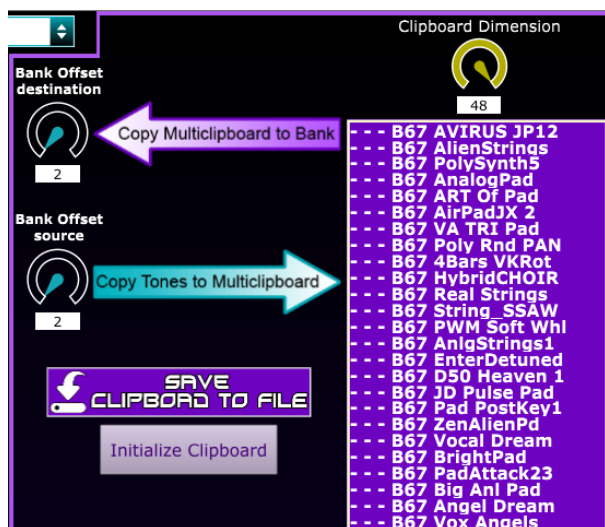 Clipboard Dimension
48
Bank Offset
destination
2
Copy Multiclipboard to Bank
Bank Offset
source
2
Copy Tones to Multiclipboard
SAVE
CLIPBORD TO FILE
Initialize Clipboard
- - - B67 AVIRUS JP12
- - - B67 AlienStrings
- - - B67 PolySynth5
- - - B67 AnalogPad
- - - B67 ART Of Pad
- - - B67 AirPadJX 2
- - - B67 VA TRI Pad
- - - B67 Poly Rnd PAN
- - - B67 4Bars VKRot
- - - B67 HybridCHOIR
- - - B67 Real Strings
- - - B67 String_SSAW
- - - B67 PWM Soft Whl
- - - B67 AnlgStrings1
- - - B67 EnterDetuned
- - - B67 D50 Heaven 1
- - - B67 JD Pulse Pad
- - - B67 Pad PostKey1
- - - B67 ZenAlienPd
- - - B67 Vocal Dream
- - - B67 BrightPad
- - - B67 PadAttack23
- - - B67 Big Anl Pad
- - - B67 Angel Dream
- - - B67 Vox Angels